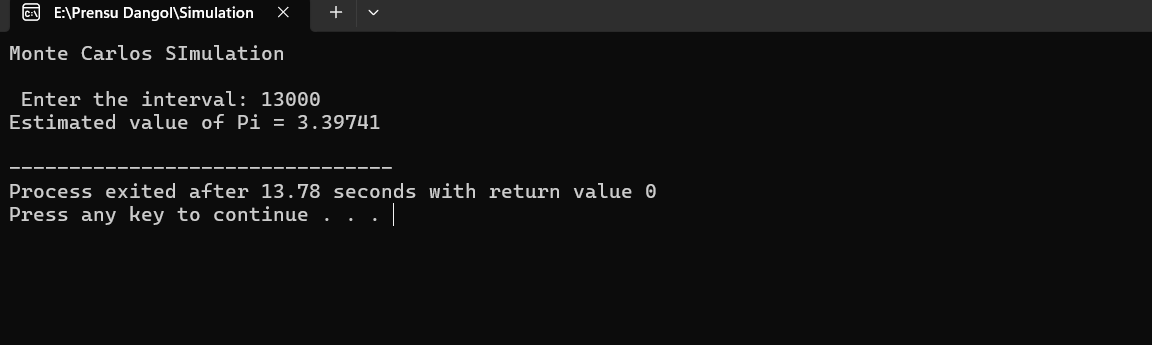 E:\Prensu Dangol\Simulation
Monte Carlos SImulation
Enter the interval: 13000
Estimated value of Pi = 3.39741
--------------------------------
Process exited after 13.78 seconds with return value 0
Press any key to continue . . .